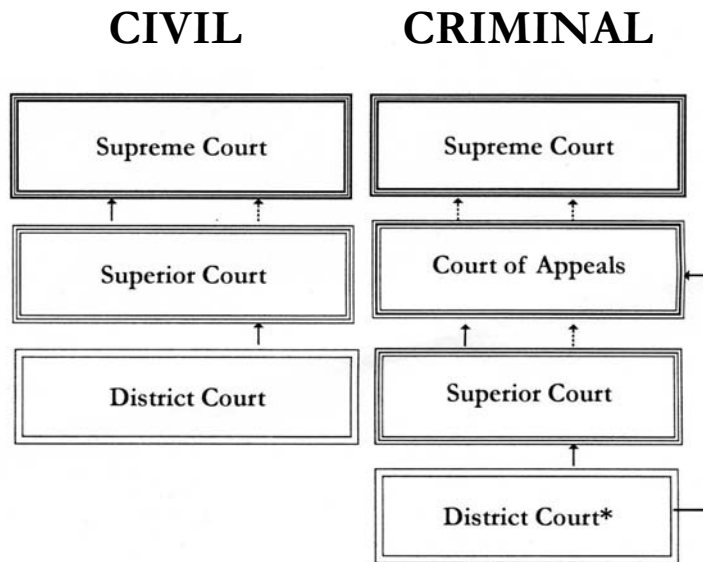 CIVIL
Supreme Court
Superior Court
District Court
CRIMINAL
Supreme Court
Court of Appeals
Superior Court
District Court*